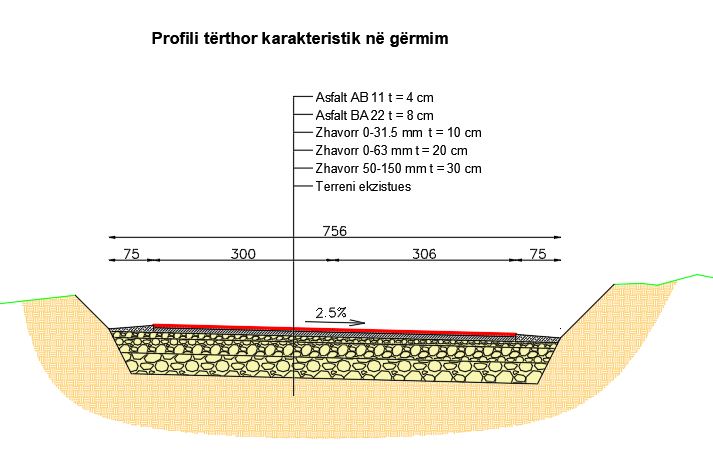 Profili tërthor karakteristik në gërmim
Asfalt AB 11 t = 4 cm
Asfalt BA 22 t = 8 cm
Zhavorr 0-31.5 mm t = 10 cm
Zhavorr 0-63 mm t = 20 cm
Zhavorr 50-150 mm t = 30 cm
Terreni ekzistues
756
75 300 306 75
2.5%